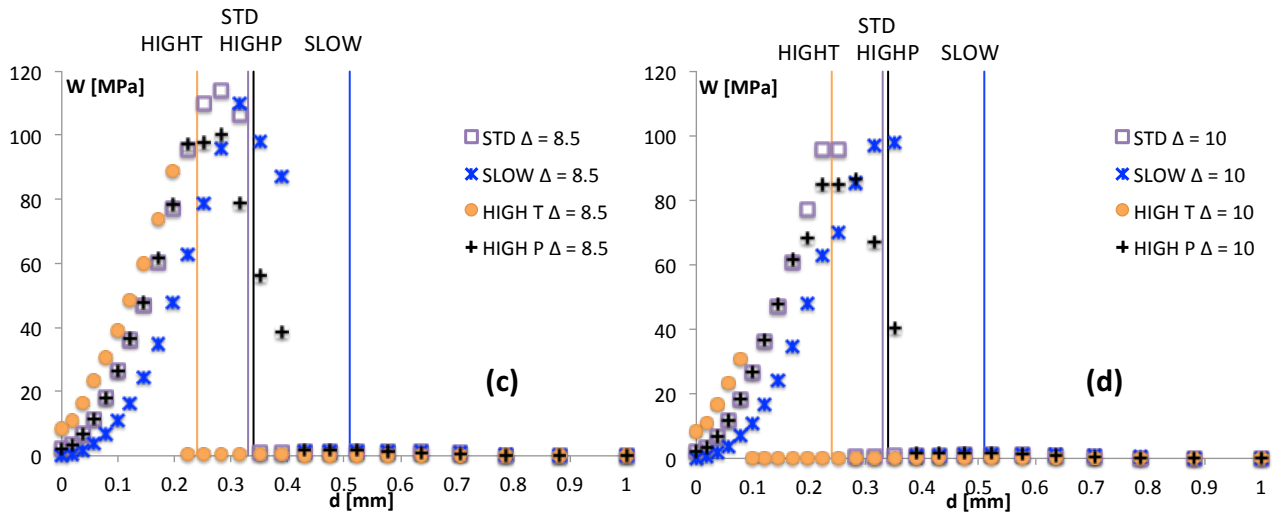 STD
HIGHT HIGHP SLOW
W [MPa]
120
100
80
60
40
20
0
STD Δ = 8.5
SLOW Δ = 8.5
HIGH T Δ = 8.5
HIGH P Δ = 8.5
(c)
0 0.1 0.2 0.3 0.4 0.5 0.6 0.7 0.8 0.9 1
d [mm]
STD
HIGHT HIGHP SLOW
W [MPa]
120
100
80
60
40
20
0
STD Δ = 10
SLOW Δ = 10
HIGH T Δ = 10
HIGH P Δ = 10
(d)
0 0.1 0.2 0.3 0.4 0.5 0.6 0.7 0.8 0.9 1
d [mm]